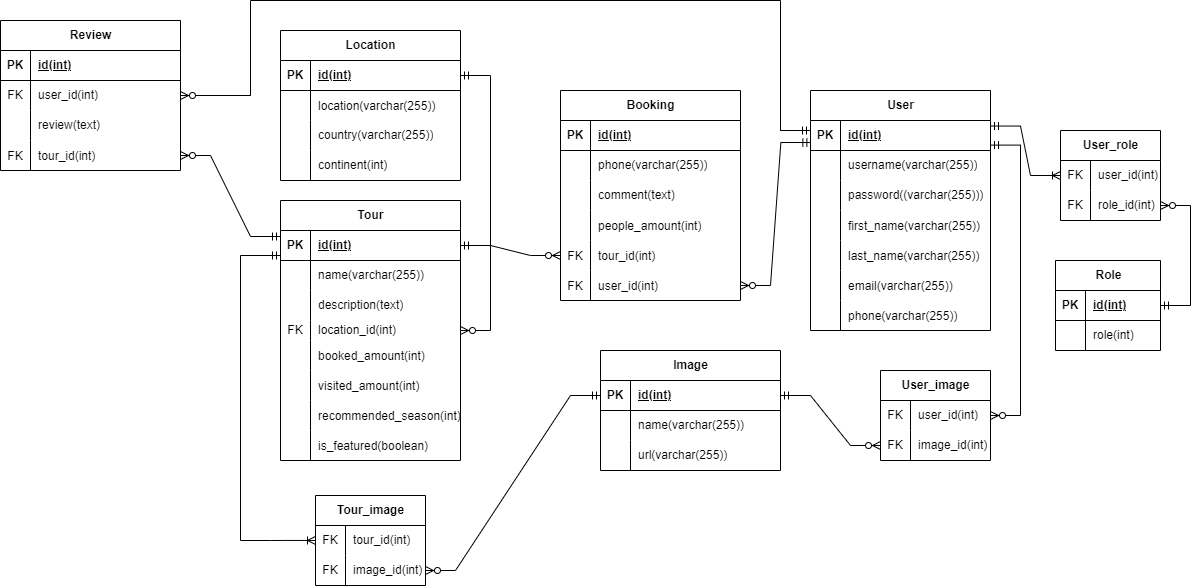 Review
PK id(int)
FK user_id(int)
review(text)
FK tour_id(int)
Location
PK id(int)
location(varchar(255))
country(varchar(255))
continent(int)
Tour
PK id(int)
name(varchar(255))
description(text)
FK location_id(int)
booked_amount(int)
visited_amount(int)
recommended_season(int)
is_featured(boolean)
Tour_image
FK tour_id(int)
FK image_id(int)
Booking
PK id(int)
phone(varchar(255))
comment(text)
people_amount(int)
FK tour_id(int)
FK user_id(int)
Image
PK id(int)
name(varchar(255))
url(varchar(255))
User
PK id(int)
username(varchar(255))
password((varchar(255)))
first_name(varchar(255))
last_name(varchar(255))
email(varchar(255))
phone(varchar(255))
User_image
FK user_id(int)
FK image_id(int)
User_role
FK user_id(int)
FK role_id(int)
Role
PK id(int)
role(int)